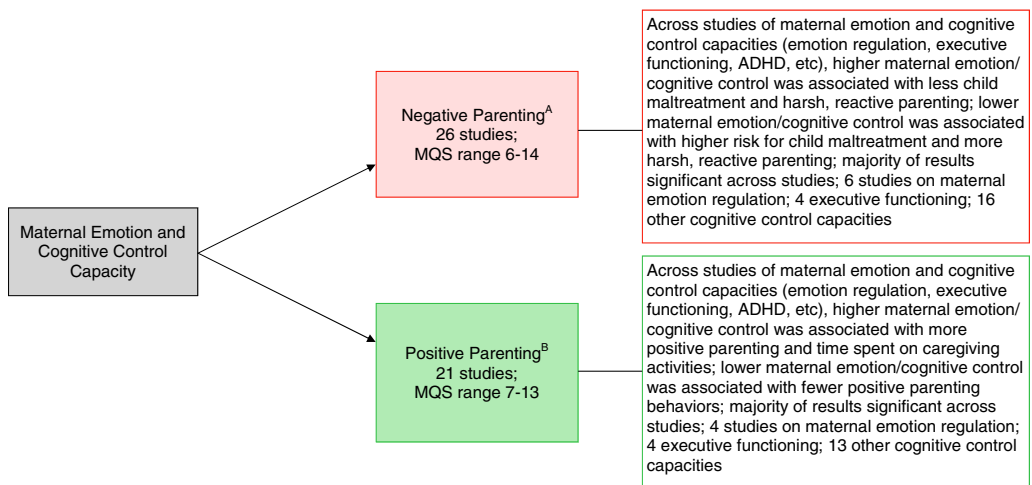 Maternal Emotion and
Cognitive Control
Capacity
Negative Parenting^A
26 studies;
MQS range 6-14
Across studies of maternal emotion and cognitive
control capacities (emotion regulation, executive
functioning, ADHD, etc), higher maternal emotion/
cognitive control was associated with less child
maltreatment and harsh, reactive parenting; lower
maternal emotion/cognitive control was associated
with higher risk for child maltreatment and more
harsh, reactive parenting; majority of results
significant across studies; 6 studies on maternal
emotion regulation; 4 executive functioning; 16
other cognitive control capacities
Positive Parenting^B
21 studies;
MQS range 7-13
Across studies of maternal emotion and cognitive
control capacities (emotion regulation, executive
functioning, ADHD, etc), higher maternal emotion/
cognitive control was associated with more
positive parenting and time spent on caregiving
activities; lower maternal emotion/cognitive control
was associated with fewer positive parenting
behaviors; majority of results significant across
studies; 4 studies on maternal emotion regulation;
4 executive functioning; 13 other cognitive control
capacities